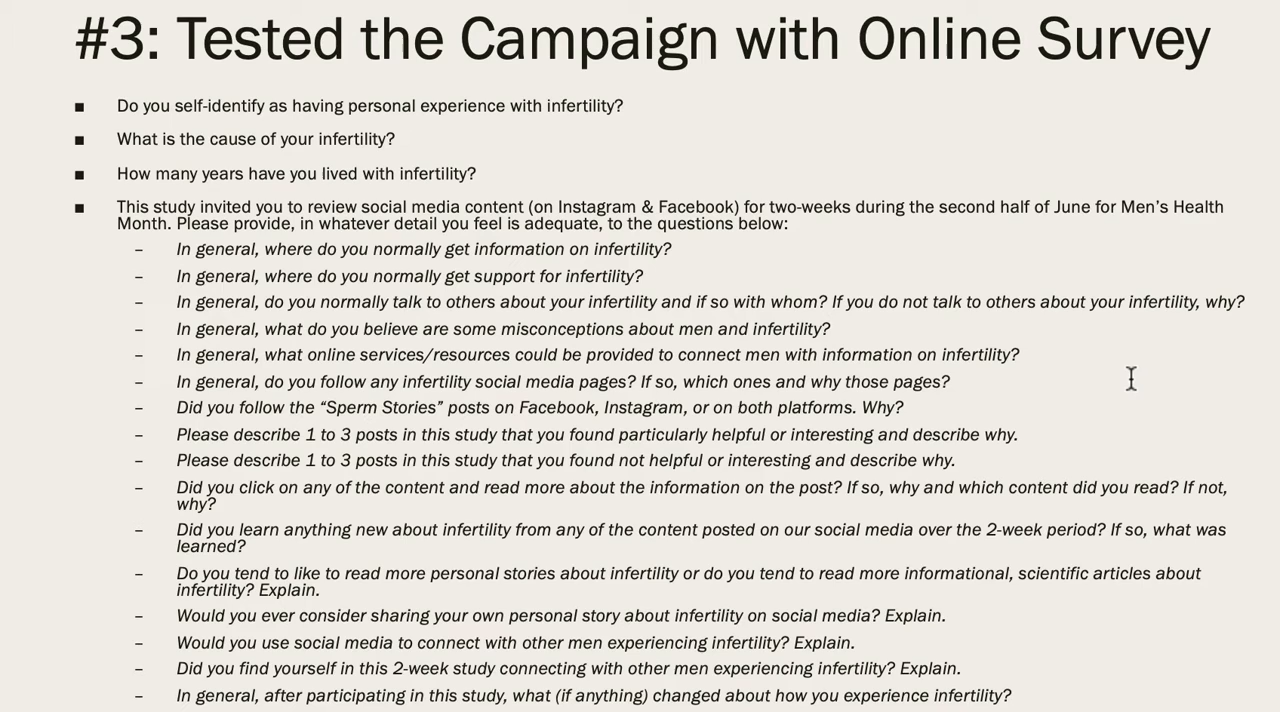 #3: Tested the Campaign with Online Survey
■ Do you self-identify as having personal experience with infertility?
■ What is the cause of your infertility?
■ How many years have you lived with infertility?
■ This study invited you to review social media content (on Instagram & Facebook) for two-weeks during the second half of June for Men's Health
Month. Please provide, in whatever detail you feel is adequate, to the questions below:
– In general, where do you normally get information on infertility?
– In general, where do you normally get support for infertility?
– In general, do you normally talk to others about your infertility and if so with whom? If you do not talk to others about your infertility, why?
– In general, what do you believe are some misconceptions about men and infertility?
– In general, what online services/resources could be provided to connect men with information on infertility?
– In general, do you follow any infertility social media pages? If so, which ones and why those pages?
– Did you follow the “Sperm Stories” posts on Facebook, Instagram, or on both platforms. Why?
– Please describe 1 to 3 posts in this study that you found particularly helpful or interesting and describe why.
– Please describe 1 to 3 posts in this study that you found not helpful or interesting and describe why.
– Did you click on any of the content and read more about the information on the post? If so, why and which content did you read? If not,
why?
– Did you learn anything new about infertility from any of the content posted on our social media over the 2-week period? If so, what was
learned?
– Do you tend to like to read more personal stories about infertility or do you tend to read more informational, scientific articles about
infertility? Explain.
– Would you ever consider sharing your own personal story about infertility on social media? Explain.
– Would you use social media to connect with other men experiencing infertility? Explain.
– Did you find yourself in this 2-week study connecting with other men experiencing infertility? Explain.
– In general, after participating in this study, what (if anything) changed about how you experience infertility?